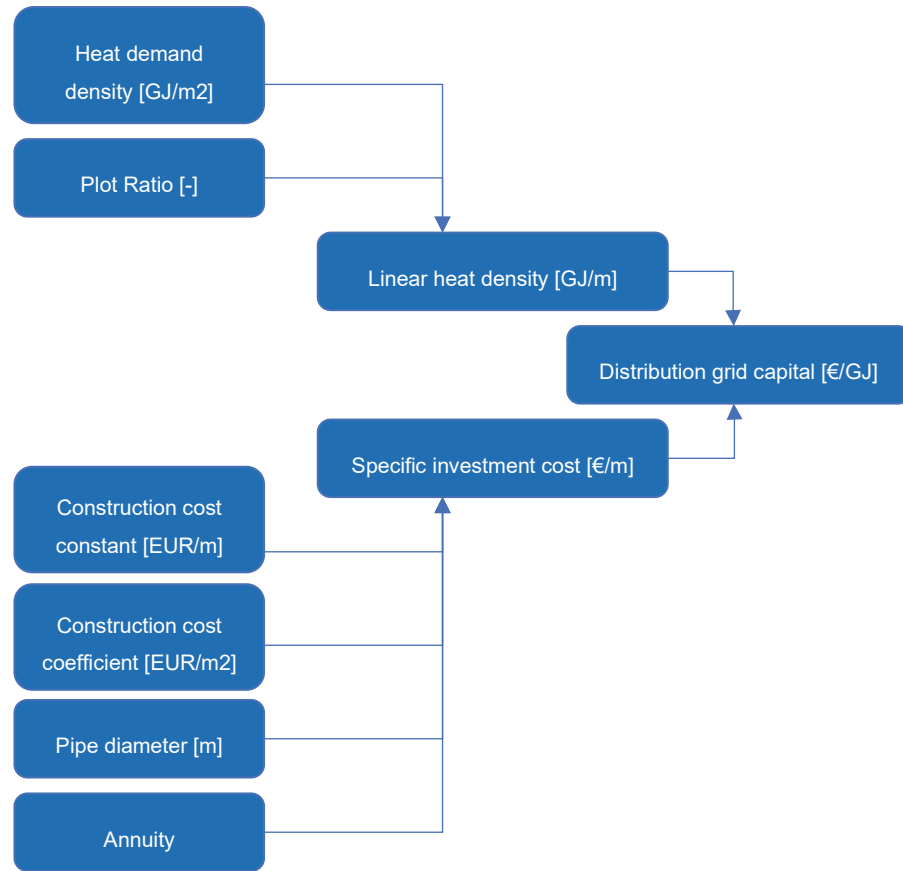 Heat demand
density [GJ/m2]
Plot Ratio [-]
Linear heat density [GJ/m]
Distribution grid capital [€/GJ]
Specific investment cost [€/m]
Construction cost
constant [EUR/m]
Construction cost
coefficient [EUR/m2]
Pipe diameter [m]
Annuity